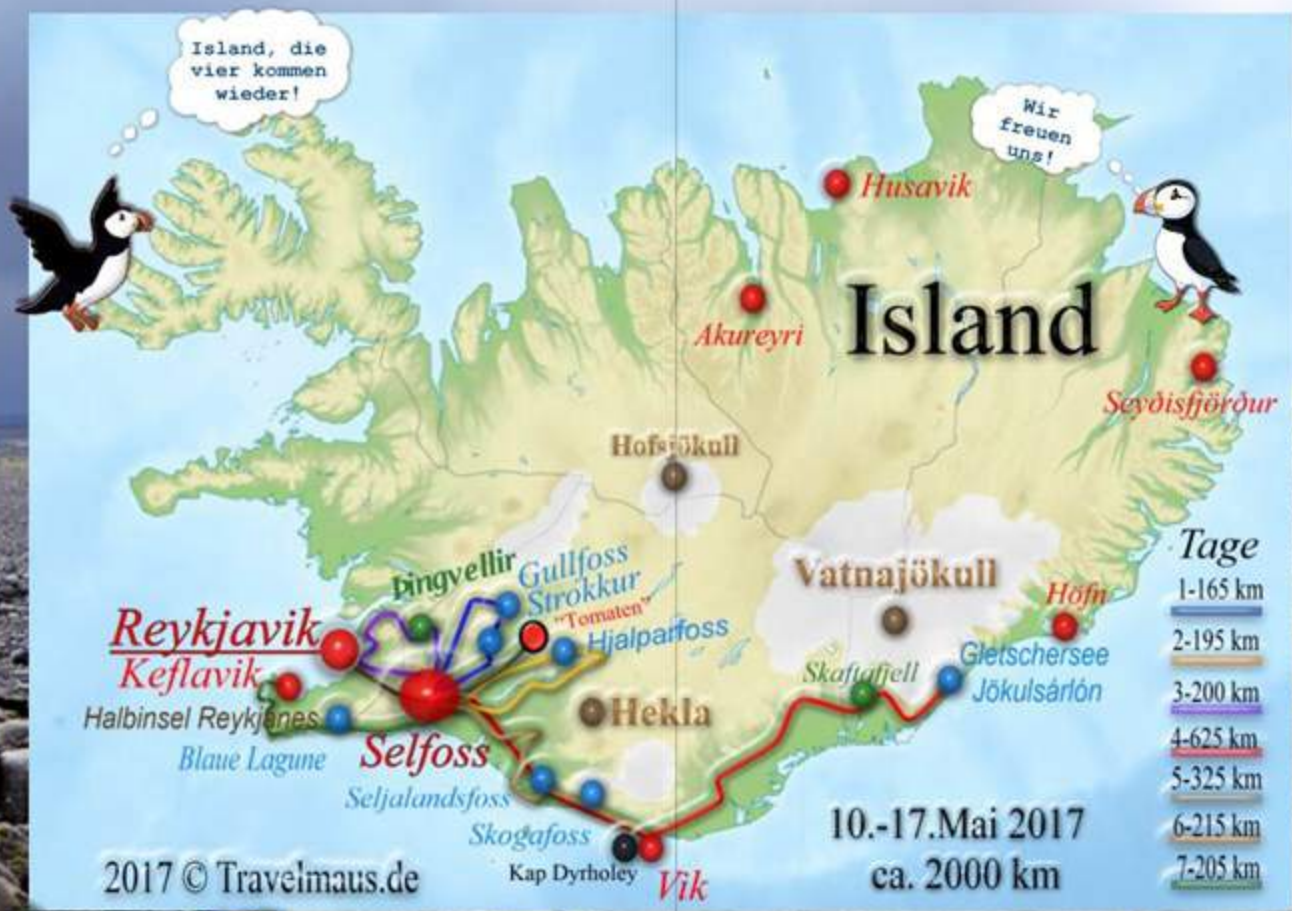 Island, die
vier kommen
wieder!
Wir
freuen
uns!
Husavik
Island
Akureyri
Seyðisfjörður
Hofsjökull
Tage
1-165 km
2-195 km
3-200 km
4-625 km
5-325 km
6-215 km
7-205 km
Þingvellir
Gullfoss
Strokkur
"Tomaten"
Hjalparfoss
Vatnajökull
Höfn
Reykjavik
Keflavik
Halbinsel Reykjanes
Blaue Lagune
Selfoss
Hekla
Skaftafjell
Gletschersee
Jökulsárlón
Seljalandsfoss
Skogafoss
Kap Dyrholey
Vik
10.-17.Mai 2017
ca. 2000 km
2017 © Travelmaus.de